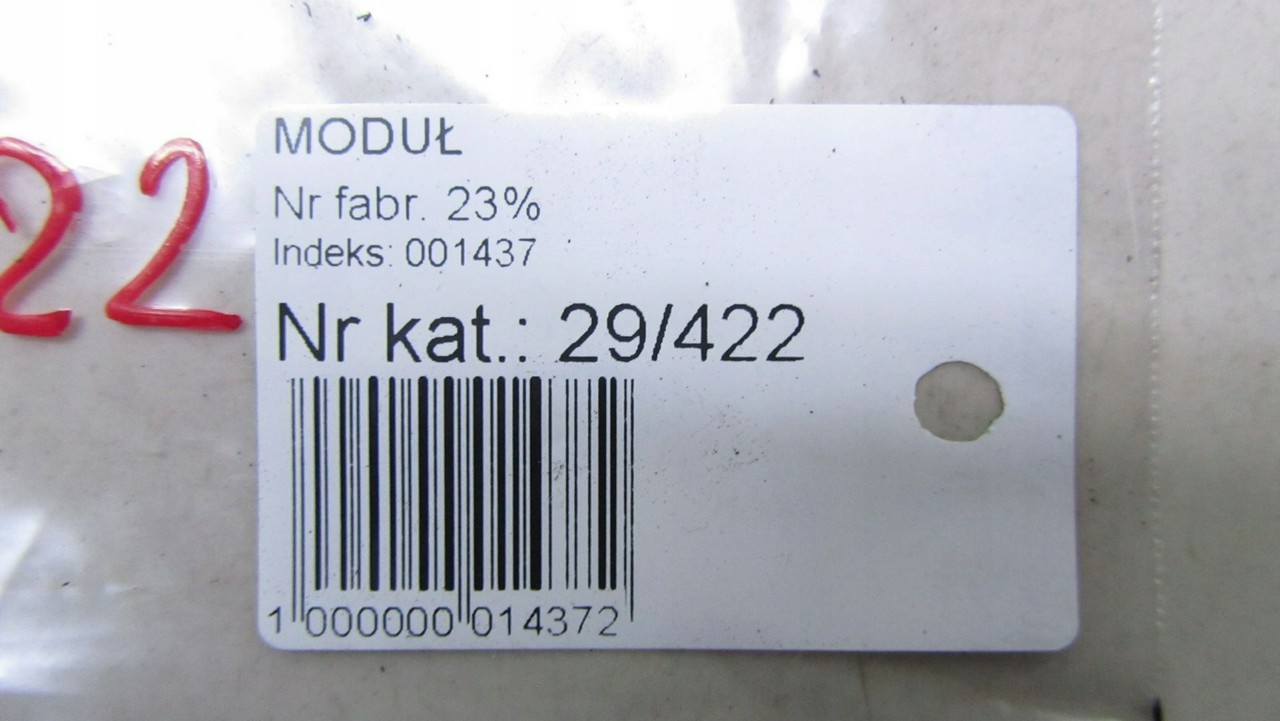 22
MODUŁ
Nr fabr. 23%
Indeks: 001437
Nr kat.: 29/422
1 000000 014372